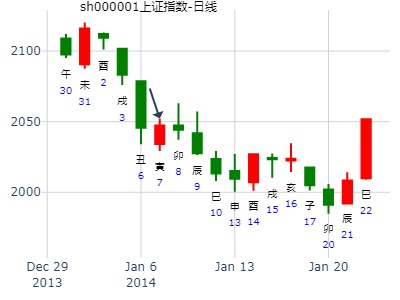 sh000001上证指数-日线
2100
2050
2000
午
30
未
31
酉
2
戌
3
丑
6
寅
7
卯
8
辰
9
巳
10
申
13
酉
14
戌
15
亥
16
子
17
卯
20
辰
21
巳
22
Dec 29
2013
Jan 6
2014
Jan 13
Jan 20